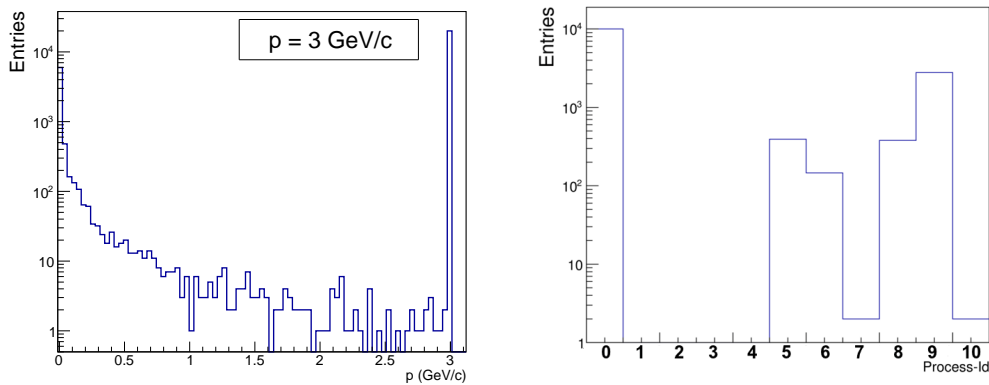 Entries
p = 3 GeV/c
10⁴
10³
10²
10
1
0 0.5 1 1.5 2 2.5 3
p (GeV/c)
Entries
10⁴
10³
10²
10
1
0 1 2 3 4 5 6 7 8 9 10
Process-Id